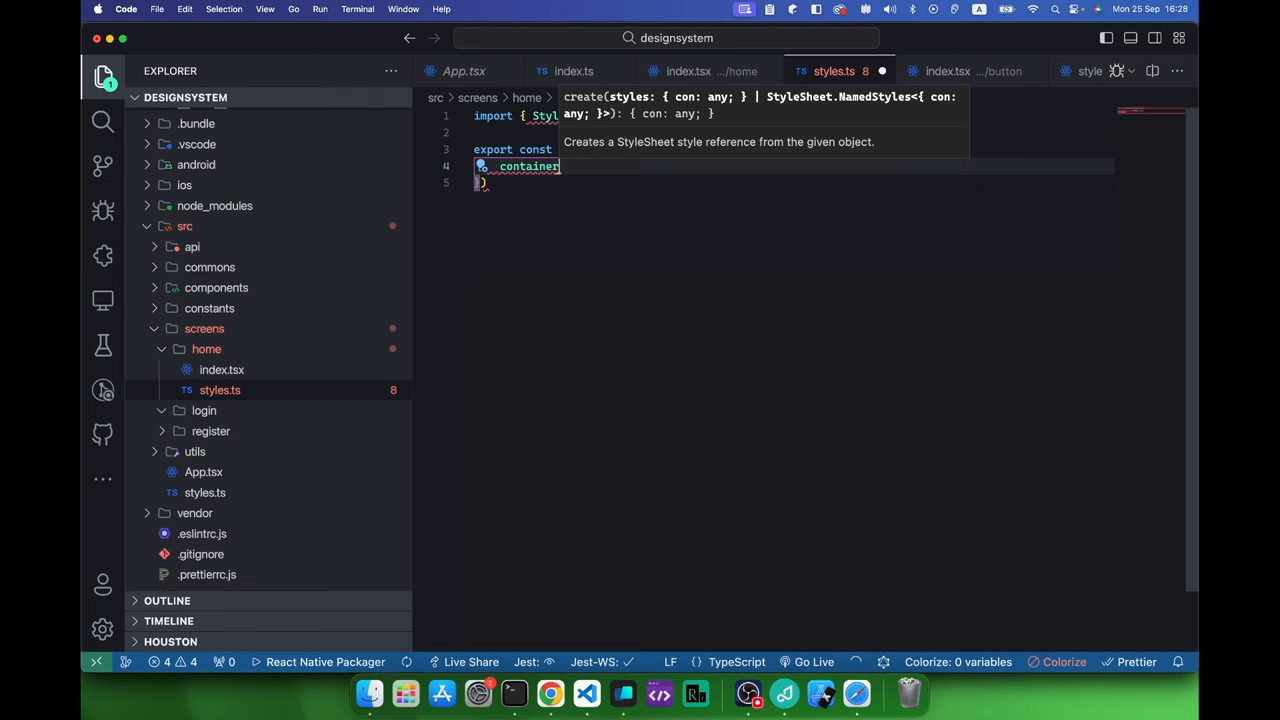 Code File Edit Selection View Go Run Terminal Window Help A Mon 25 Sep 16:28
designsystem
EXPLORER
App.tsx index.ts index.tsx .../home styles.ts 8 index.tsx .../button style
DESIGNSYSTEM
src > screens > home >
create(styles: { con: any; } | StyleSheet.NamedStyles<{ con:
any; }>): { con: any; }
Creates a StyleSheet style reference from the given object.
1 import { Styl
2
3 export const
4 container
5 })
.bundle
.vscode
android
ios
node_modules
src
api
commons
components
constants
screens
home
index.tsx
TS styles.ts 8
login
register
utils
App.tsx
TS styles.ts
vendor
.eslintrc.js
.gitignore
.prettierrc.js
OUTLINE
TIMELINE
HOUSTON
4 4 0 React Native Packager Live Share Jest: Jest-WS: LF {} TypeScript Go Live Colorize: 0 variables Colorize Prettier
2